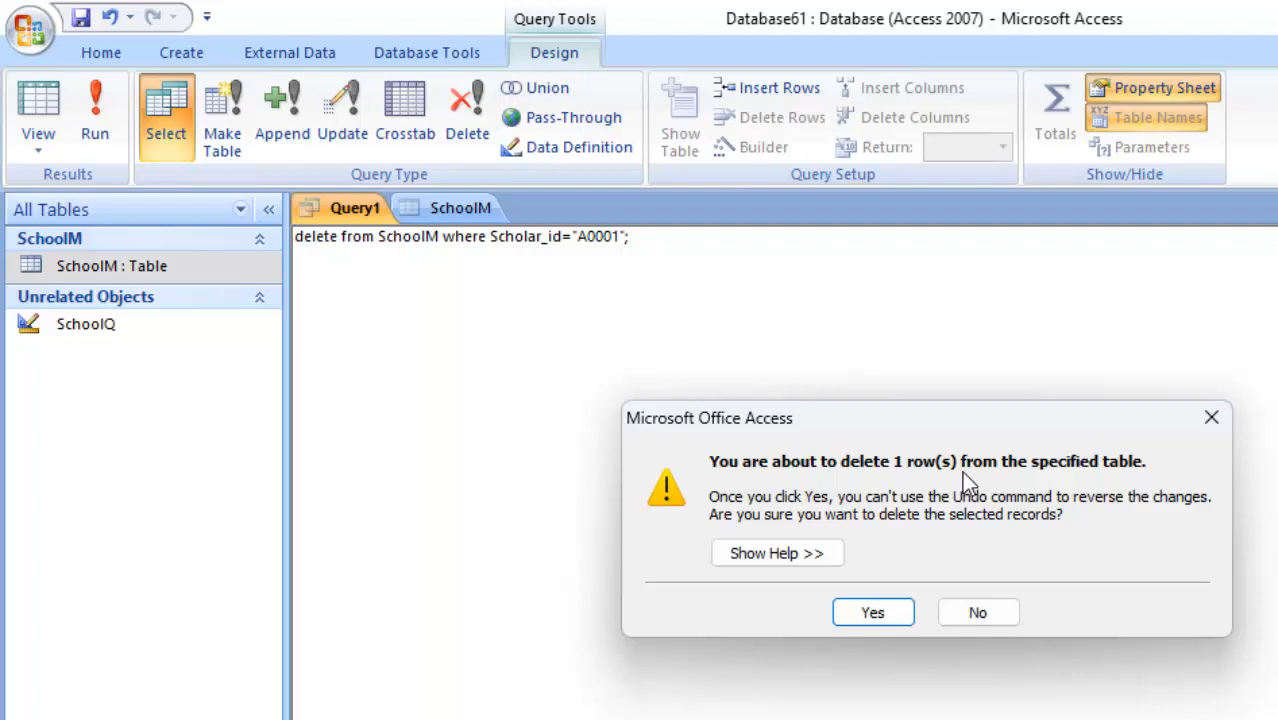 Query Tools
Database61 : Database (Access 2007) - Microsoft Access
Home Create External Data Database Tools Design
View
Run
Select
Make
Table
Append
Update
Crosstab
Delete
Union
Pass-Through
Data Definition
Show
Table
Insert Rows
Delete Rows
Builder
Insert Columns
Delete Columns
Return:
Totals
Property Sheet
Table Names
Parameters
Results
Query Type
Query Setup
Show/Hide
All Tables
SchoolM
SchoolM : Table
Unrelated Objects
SchoolQ
Query1
SchoolM
delete from SchoolM where Scholar_id="A0001";
Microsoft Office Access
You are about to delete 1 row(s) from the specified table.
Once you click Yes, you can't use the Undo command to reverse the changes.
Are you sure you want to delete the selected records?
Show Help >>
Yes
No